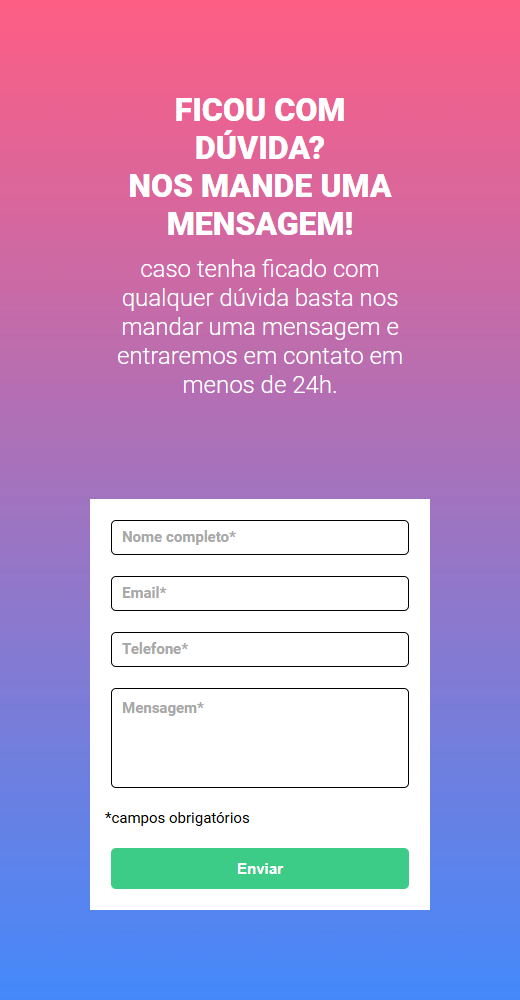 FICOU COM
DÚVIDA?
NOS MANDE UMA
MENSAGEM!
caso tenha ficado com
qualquer dúvida basta nos
mandar uma mensagem e
entraremos em contato em
menos de 24h.
Nome completo*
Email*
Telefone*
Mensagem*
*campos obrigatórios
Enviar